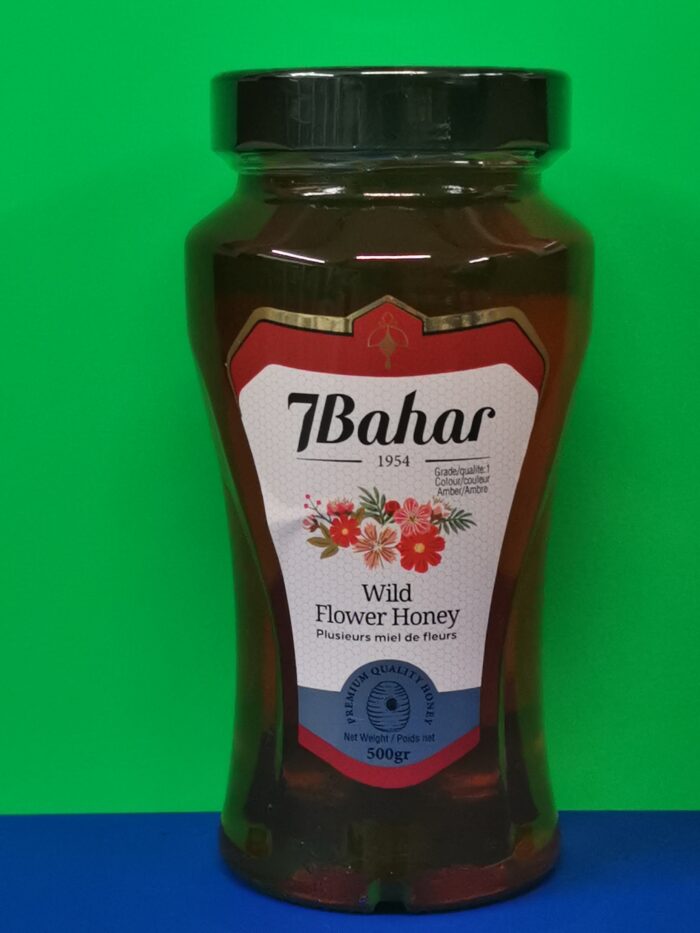 7Bahar
1954
Grade/qualite:1
Colour/couleur
Amber/Ambre
Wild
Flower Honey
Plusieurs miel de fleurs
PREMIUM QUALITY HONEY
Net Weight / Poids net
500gr